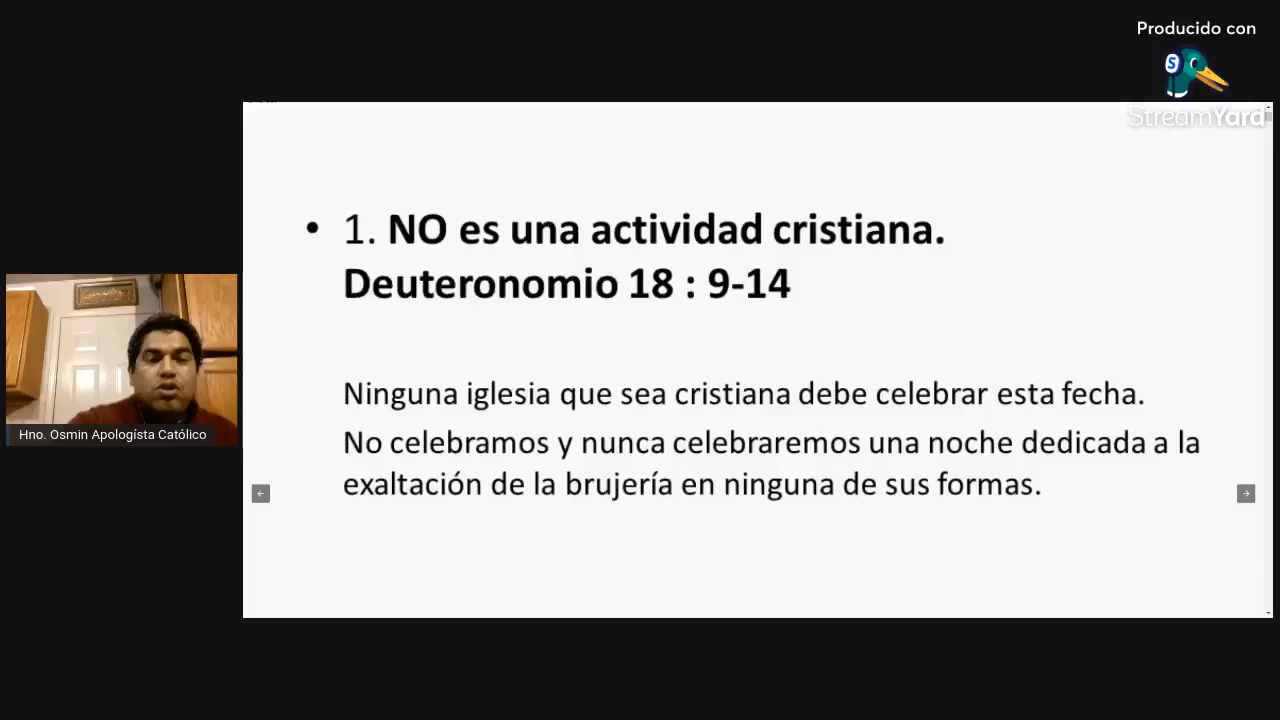 Producido con
StreamYard
• 1. NO es una actividad cristiana.
Deuteronomio 18 : 9-14
Ninguna iglesia que sea cristiana debe celebrar esta fecha.
No celebramos y nunca celebraremos una noche dedicada a la
exaltación de la brujería en ninguna de sus formas.
Hno. Osmin Apologísta Católico